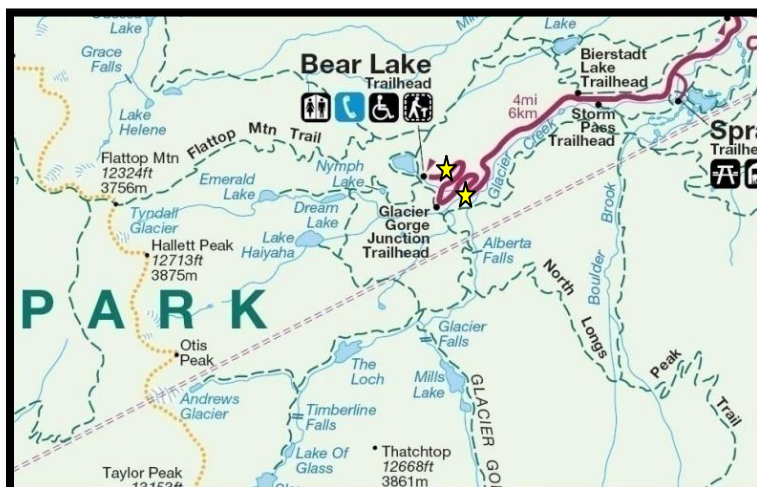 Lake
Grace
Falls
Lake
Helene
Flattop Mtn Trail
Flattop Mtn
12324ft
3756m
Tyndall
Glacier
Hallett Peak
12713ft
3875m
PARK
Otis
Peak
Andrews
Glacier
Taylor Peak
Bear Lake
Trailhead
Nymph
Lake
Emerald
Lake
Dream
Lake
Lake
Haiyaha
Glacier
Gorge
Junction
Trailhead
The
Loch
Timberline
Falls
Lake Of
Glass
Thatchtop
12668ft
3861m
Glacier
Falls
Mills
Lake
Alberta
Falls
Lake
Bierstadt
Lake
Trailhead
4mi
6km
Glacier Creek
Storm
Pass
Trailhead
Boulder Brook
North Longs Peak Trail